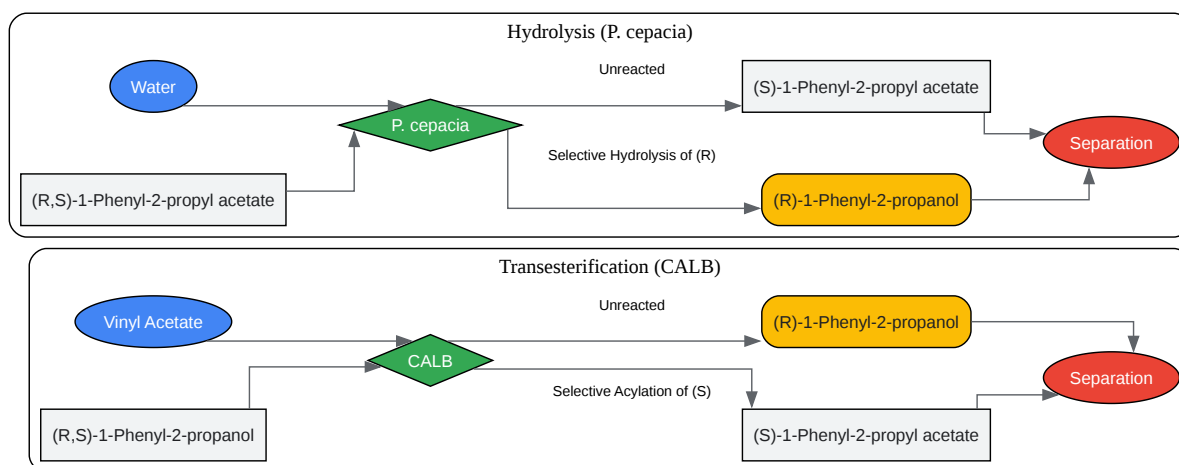 Hydrolysis (P. cepacia)
Water
Unreacted
(S)-1-Phenyl-2-propyl acetate
P. cepacia
Separation
Selective Hydrolysis of (R)
(R,S)-1-Phenyl-2-propyl acetate
(R)-1-Phenyl-2-propanol
Transesterification (CALB)
Vinyl Acetate
Unreacted
(R)-1-Phenyl-2-propanol
CALB
Separation
Selective Acylation of (S)
(R,S)-1-Phenyl-2-propanol
(S)-1-Phenyl-2-propyl acetate